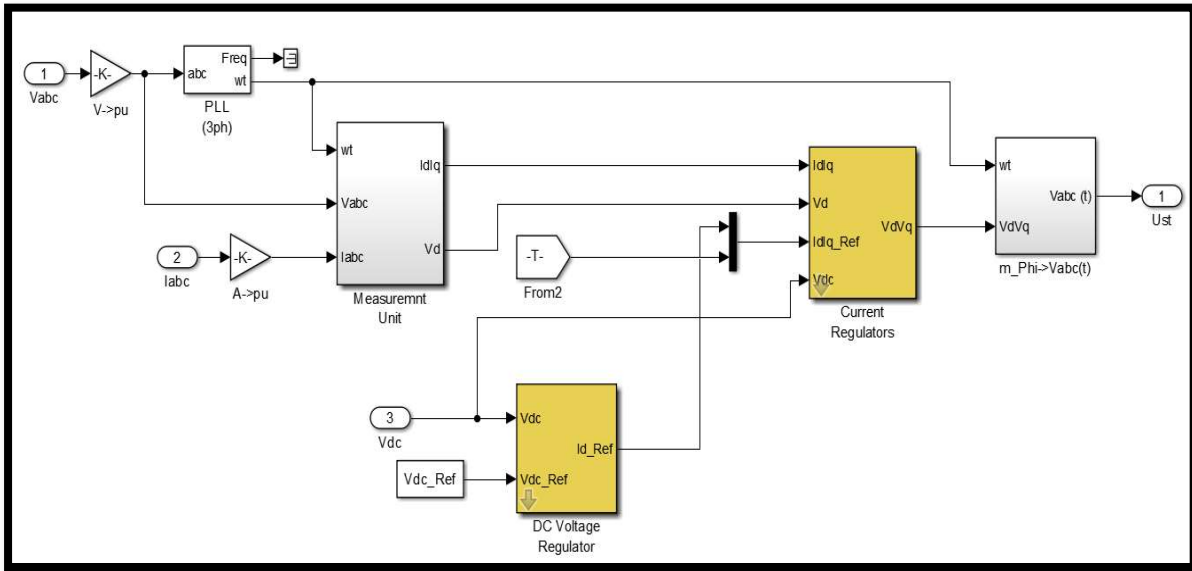 1
Vabc
-K-
V->pu
abc
Freq
wt
PLL
(3ph)
2
Iabc
-K-
A->pu
wt
Vabc
Iabc
IdIq
Vd
Measuremnt
Unit
-T-
From2
3
Vdc
Vdc_Ref
Vdc
Vdc_Ref
Id_Ref
DC Voltage
Regulator
IdIq
Vd
IdIq_Ref
Vdc
VdVq
Current
Regulators
wt
VdVq
Vabc (t)
m_Phi->Vabc(t)
1
Ust